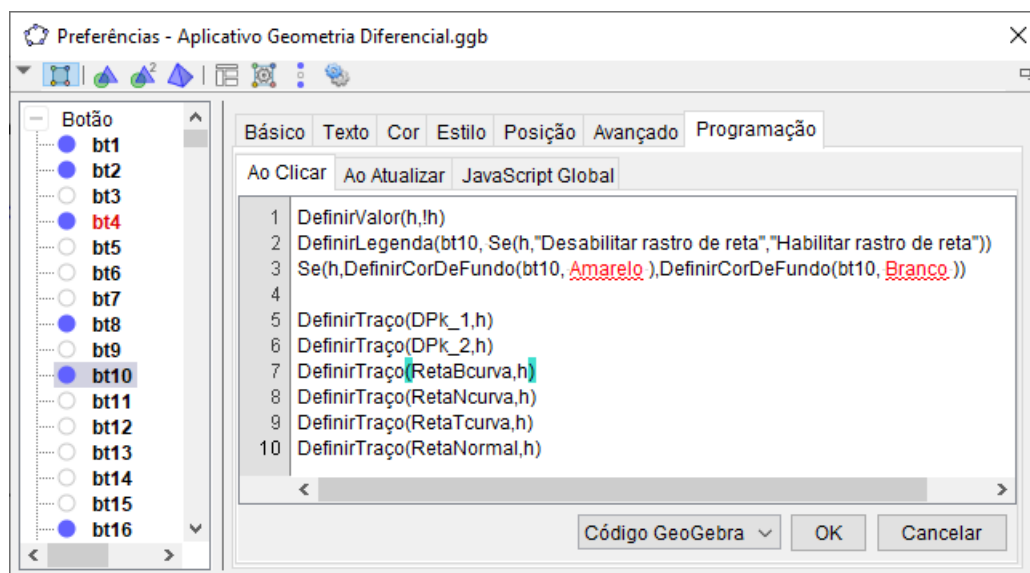 Preferências - Aplicativo Geometria Diferencial.ggb
Botão
bt1
bt2
bt3
bt4
bt5
bt6
bt7
bt8
bt9
bt10
bt11
bt12
bt13
bt14
bt15
bt16
Básico Texto Cor Estilo Posição Avançado Programação
Ao Clicar Ao Atualizar JavaScript Global
1 DefinirValor(h,!h)
2 DefinirLegenda(bt10, Se(h,"Desabilitar rastro de reta","Habilitar rastro de reta"))
3 Se(h,DefinirCorDeFundo(bt10, Amarelo ),DefinirCorDeFundo(bt10, Branco ))
4
5 DefinirTraço(DPk_1,h)
6 DefinirTraço(DPk_2,h)
7 DefinirTraço(RetaBcurva,h)
8 DefinirTraço(RetaNcurva,h)
9 DefinirTraço(RetaTcurva,h)
10 DefinirTraço(RetaNormal,h)
Código GeoGebra OK Cancelar